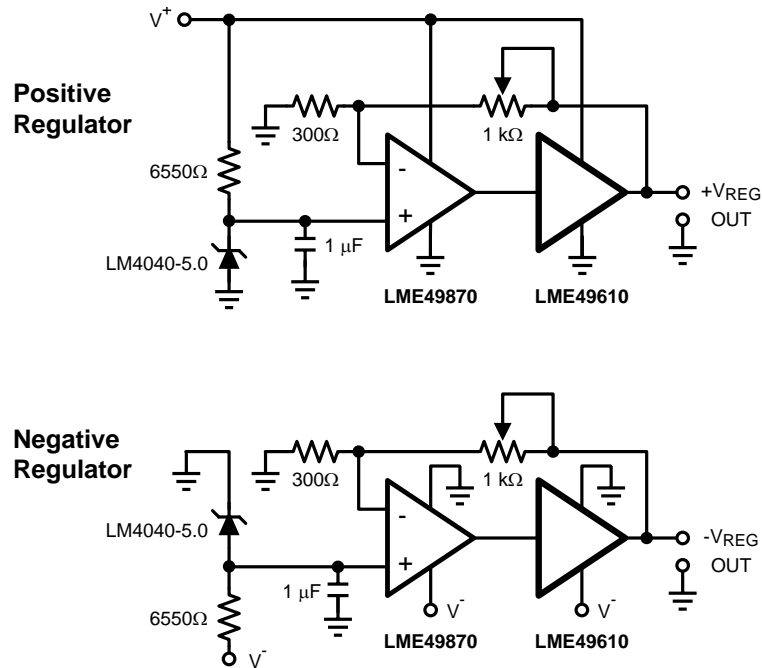 V+
Positive
Regulator
300Ω
1 kΩ
6550Ω
-
+
+VREG
OUT
LM4040-5.0
1 μF
LME49870
LME49610
Negative
Regulator
300Ω
1 kΩ
LM4040-5.0
-
+
-VREG
OUT
1 μF
6550Ω
V-
V-
V-
LME49870
LME49610